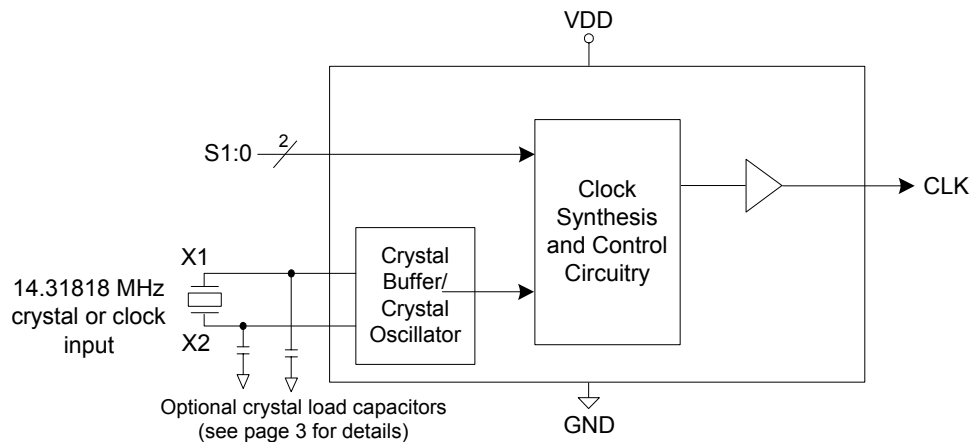 VDD
2
S1:0
Clock
Synthesis
and Control
Circuitry
CLK
X1
Crystal
Buffer/
Crystal
Oscillator
14.31818 MHz
crystal or clock
input
X2
Optional crystal load capacitors
(see page 3 for details)
GND